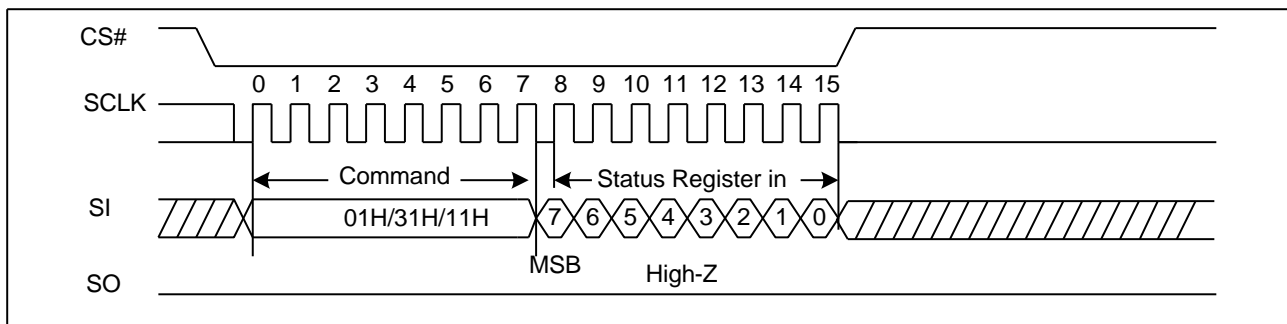 CS#
0 1 2 3 4 5 6 7 8 9 10 11 12 13 14 15
SCLK
Command Status Register in
SI 01H/31H/11H 7 6 5 4 3 2 1 0
MSB High-Z
SO